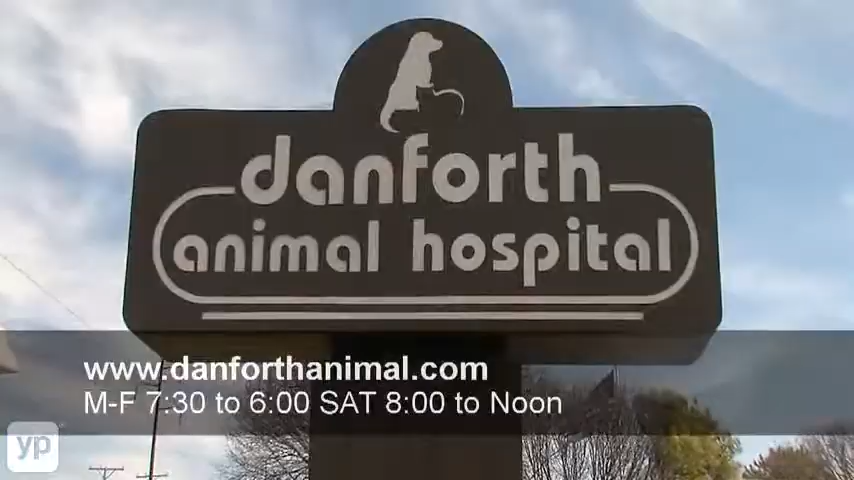 danforth
animal hospital
www.danforthanimal.com
M-F 7:30 to 6:00 SAT 8:00 to Noon
yp